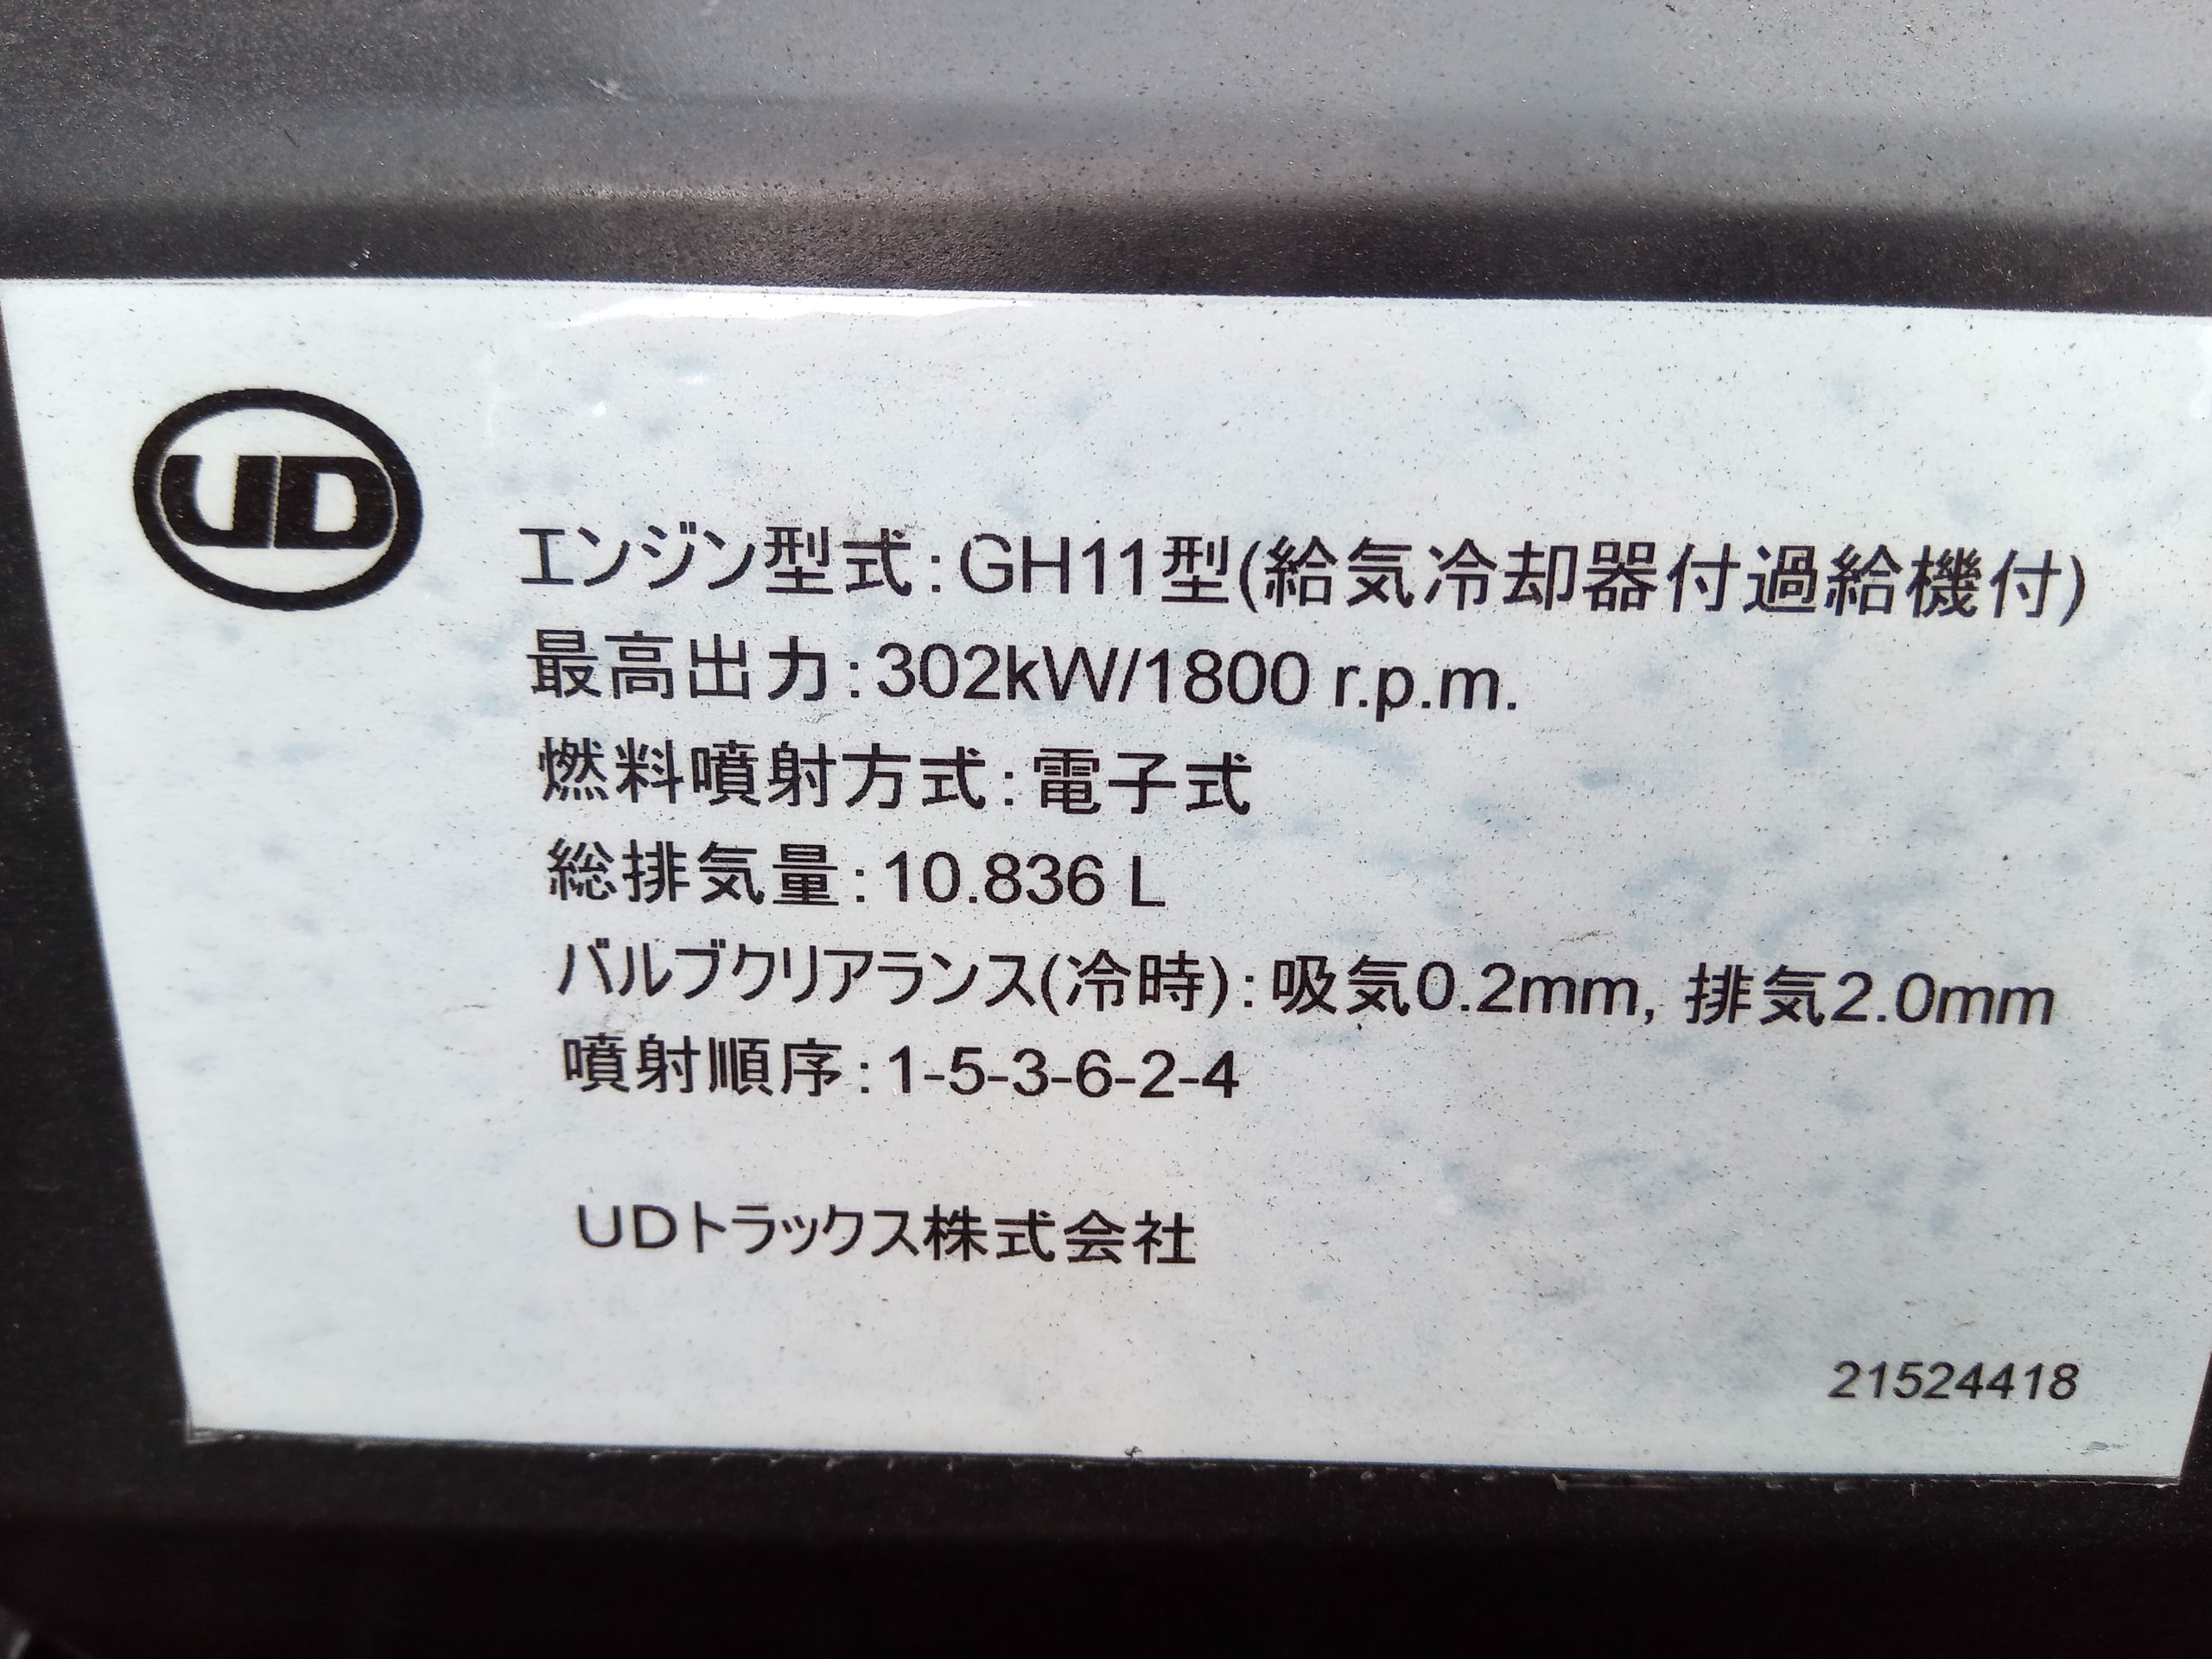 UD
エンジン型式:GH11型(給気冷却器付過給機付)
最高出力:302kW/1800 r.p.m.
燃料噴射方式:電子式
総排気量:10.836 L
バルブクリアランス(冷時):吸気0.2mm, 排気2.0mm
噴射順序:1-5-3-6-2-4
UDトラックス株式会社
21524418